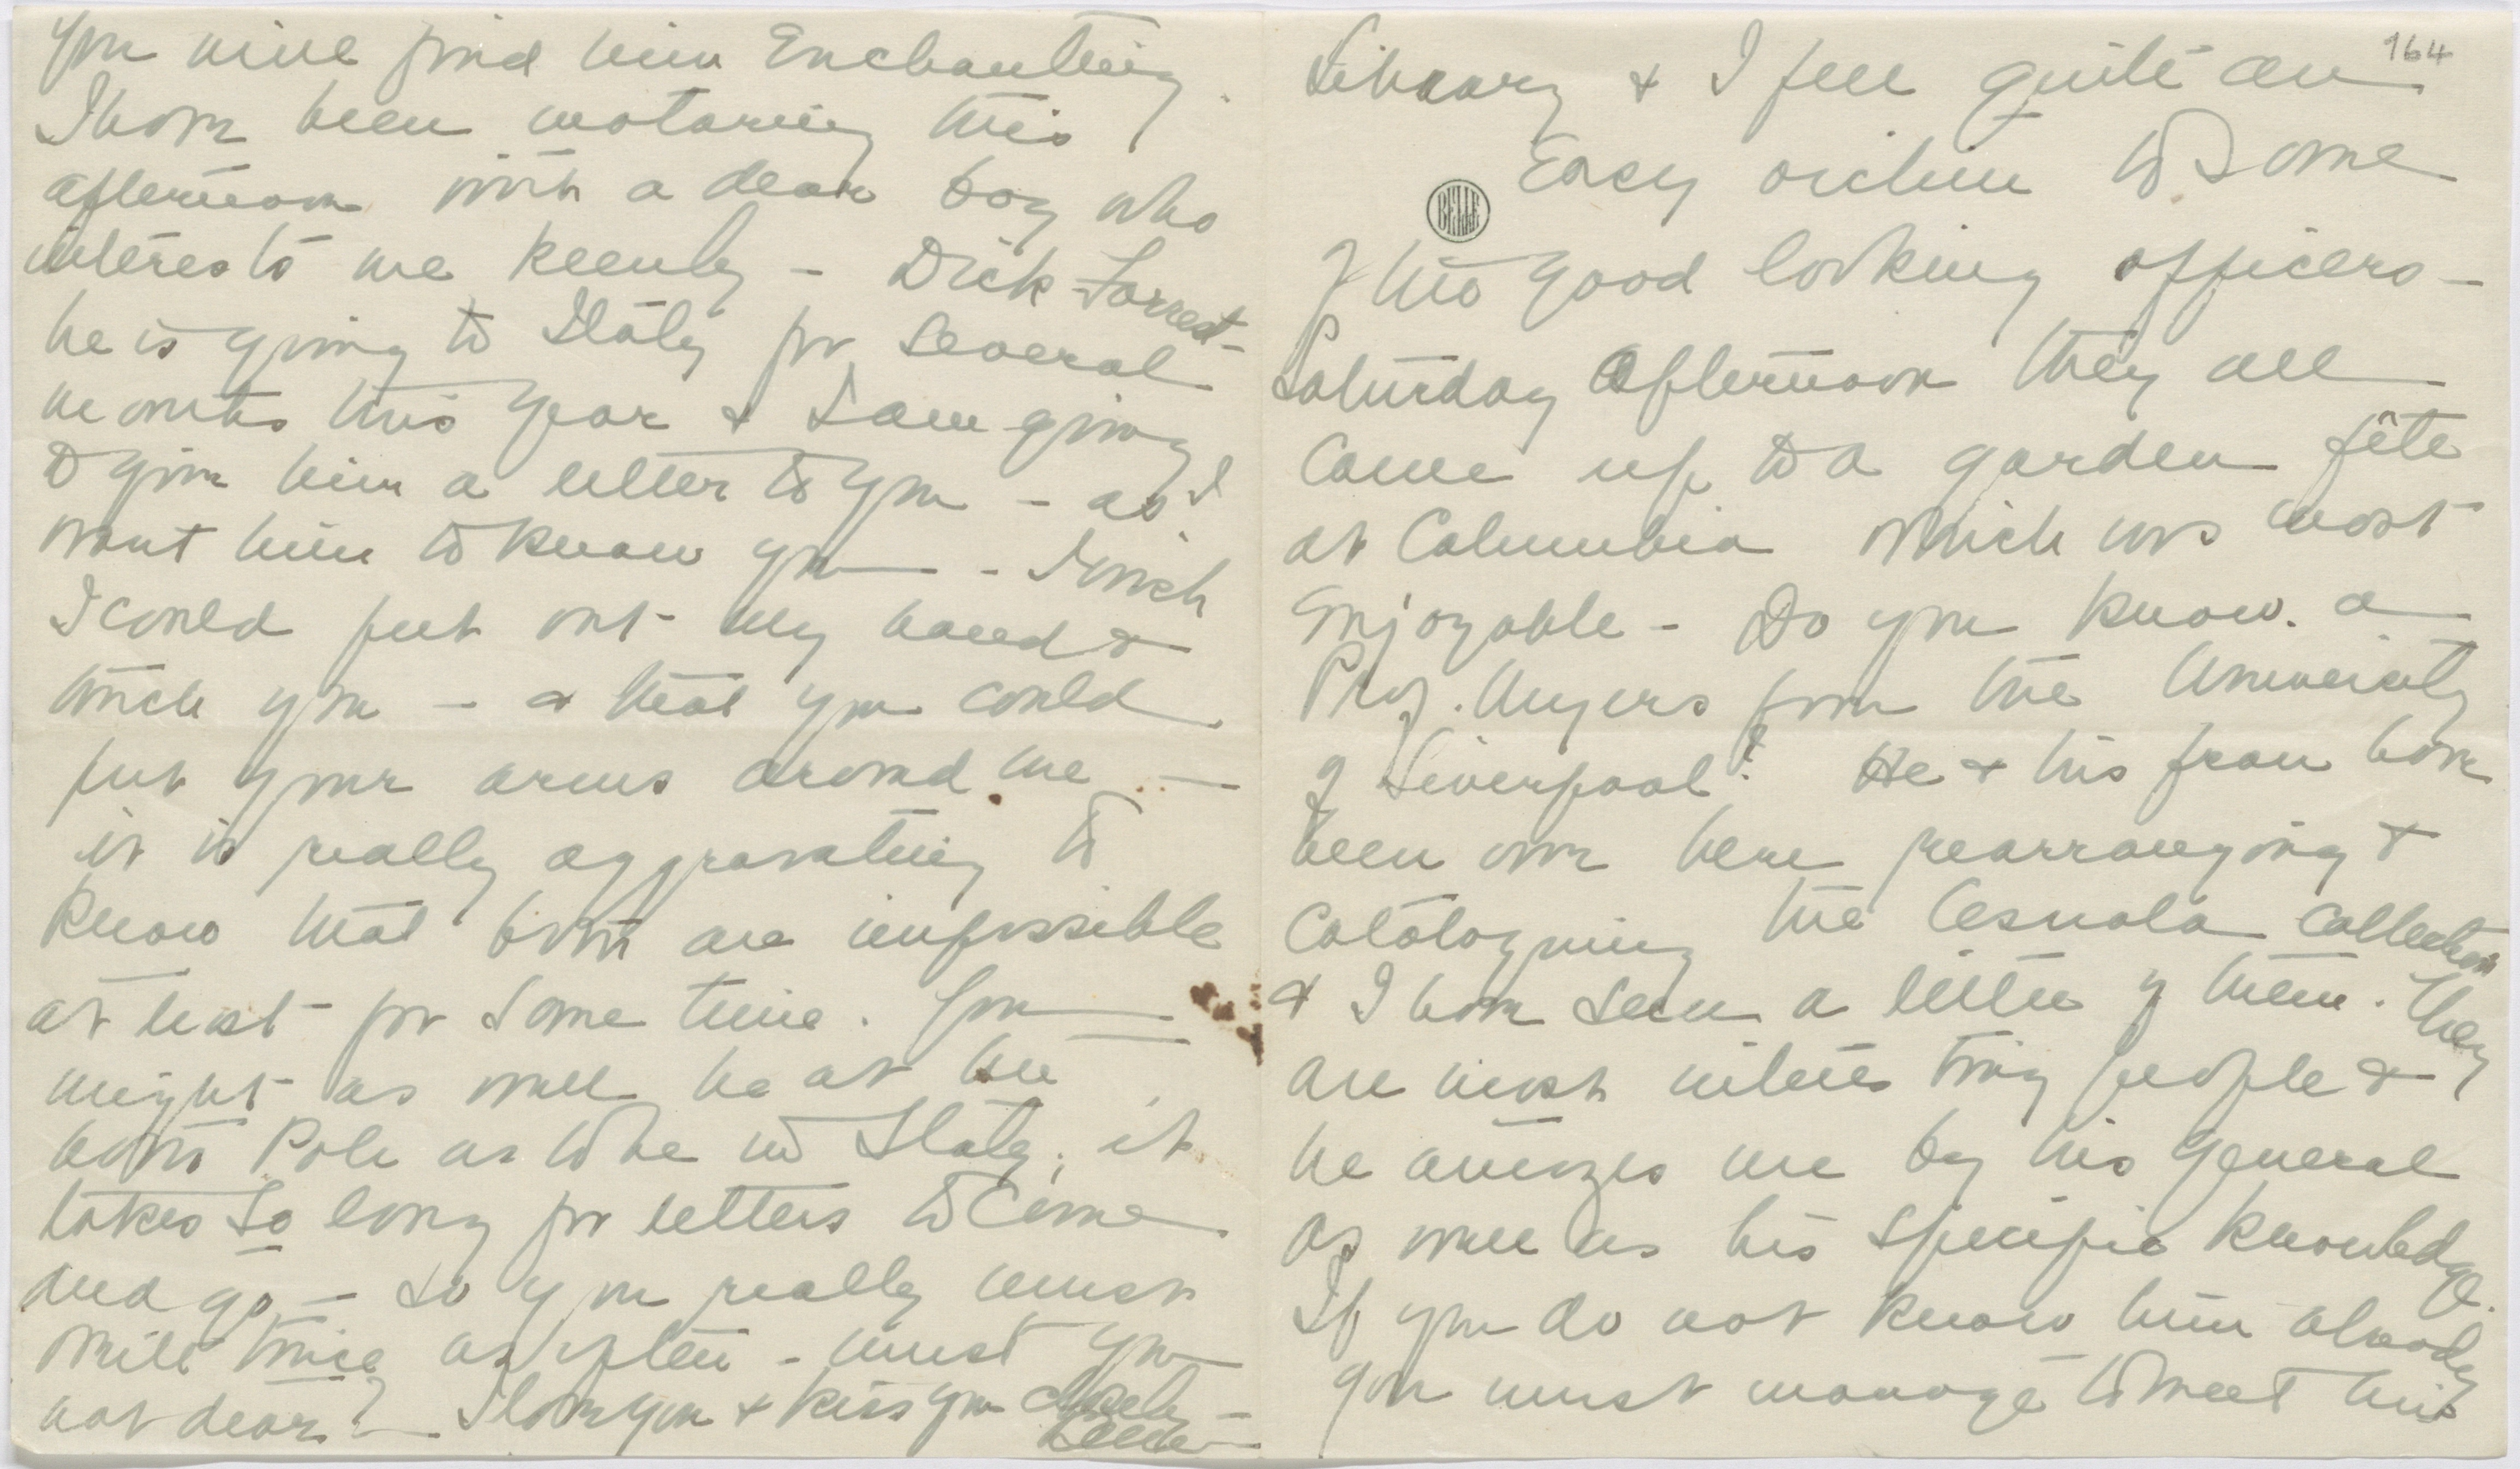 you will find him Enchanting.
I have been motoring this
afternoon with a dear boy who
interests me keenly – Dick Forrest –
he is going to Italy for several
months this year & I am going
to give him a letter to you – as I
want him to know you – I wish
I could put out my hand &
touch you – & that you could
put your arms around me –
it is really aggravating to
know that both are impossible
at least for some time. You
might as well be at the
North Pole as to be in Italy, it
takes so long for letters to come
and go – so you really must
write twice as often – must you
not dear? – I love you & kiss you
Belle
164
Library & I feel quite an
Easy victim to some
BELLE
of the good looking officers –
Saturday afternoon they all
came up to a garden fête
at Columbia which was most
Enjoyable – Do you know a
Prof. Myers from the University
of Liverpool? He & his frau have
been over here rearranging &
cataloguing the Cesnola Collection
& I have seen a little of them. They
are most interesting people &
he amazes me by his general
as well as his specific knowledge.
If you do not know him already
you must manage to meet him